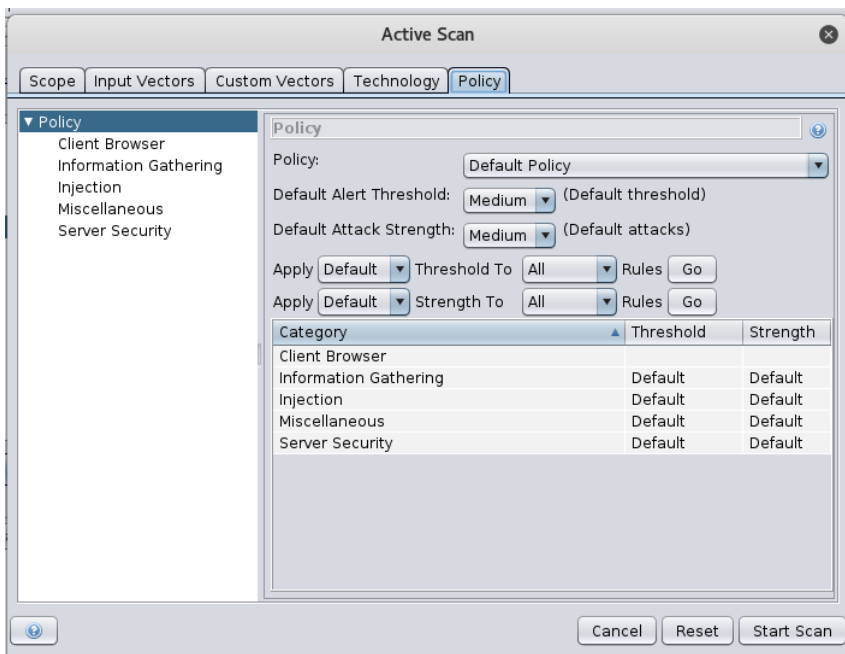 Active Scan
Scope Input Vectors Custom Vectors Technology Policy
Policy
Client Browser
Information Gathering
Injection
Miscellaneous
Server Security
Policy
Policy: Default Policy
Default Alert Threshold: Medium (Default threshold)
Default Attack Strength: Medium (Default attacks)
Apply Default Threshold To All Rules Go
Apply Default Strength To All Rules Go
Category Threshold Strength
Client Browser
Information Gathering Default Default
Injection Default Default
Miscellaneous Default Default
Server Security Default Default
Cancel Reset Start Scan